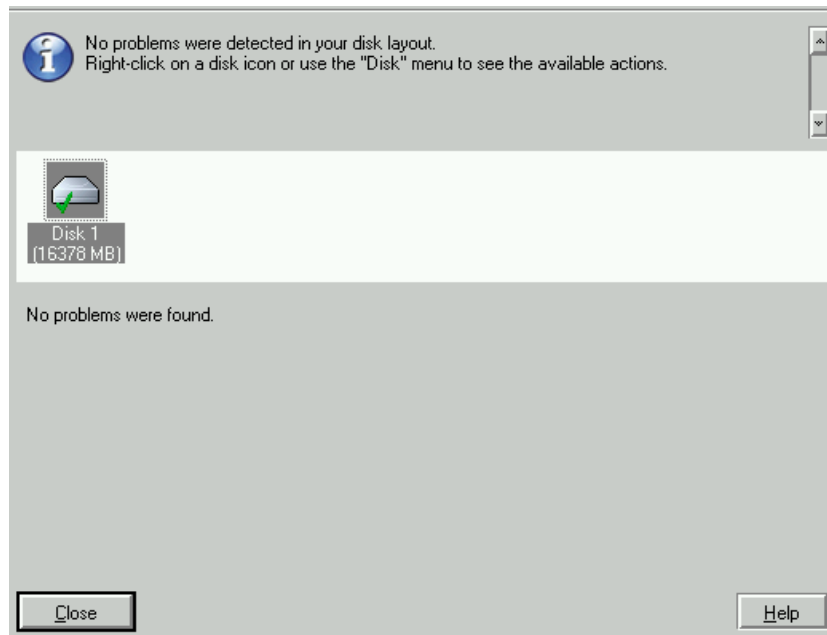 No problems were detected in your disk layout.
Right-click on a disk icon or use the "Disk" menu to see the available actions.
Disk 1
(16378 MB)
No problems were found.
Close
Help